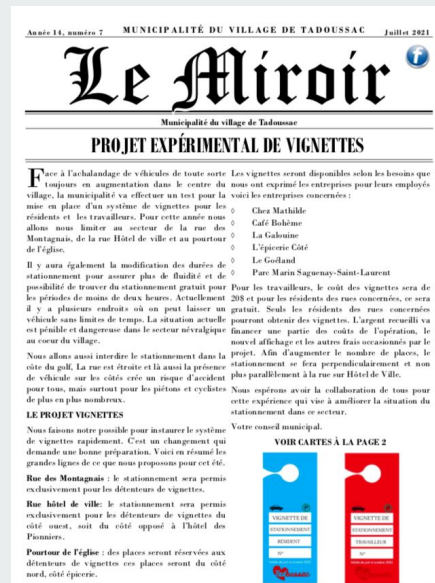 Année 14, numéro 7
MUNICIPALITÉ DU VILLAGE DE TADOUSSAC
Juillet 2021
Le Miroir
f
Municipalité du village de Tadoussac
PROJET EXPÉRIMENTAL DE VIGNETTES
Face à l'achalandage de véhicules de toute sorte
toujours en augmentation dans le centre du
village, la municipalité va effectuer un test pour la
mise en place d'un système de vignettes pour les
résidents et les travailleurs. Pour cette année nous
allons nous limiter au secteur de la rue des
Montagnais, de la rue Hôtel de ville et au pourtour
de l'église.
Il y aura également la modification des durées de
stationnement pour assurer plus de fluidité et de
possibilité de trouver du stationnement gratuit pour
les périodes de moins de deux heures. Actuellement
il y a plusieurs endroits où on peut laisser un
véhicule sans limites de temps. La situation actuelle
est pénible et dangereuse dans le secteur névralgique
au coeur du village.
Nous allons aussi interdire le stationnement dans la
côte du golf, La rue est étroite et là aussi la présence
de véhicule sur les côtés crée un risque d'accident
pour tous, mais surtout pour les piétons et cyclistes
de plus en plus nombreux.
LE PROJET VIGNETTES
Nous faisons notre possible pour instaurer le système
de vignettes rapidement. C'est un changement qui
demande une bonne préparation. Voici en résumé les
grandes lignes de ce que nous proposons pour cet été.
Rue des Montagnais : le stationnement sera permis
exclusivement pour les détenteurs de vignettes.
Rue hôtel de ville: le stationnement sera permis
exclusivement pour les détenteurs de vignettes du
côté ouest, soit du côté opposé à l'hôtel des
Pionniers.
Pourtour de l'église : des places seront réservées aux
détenteurs de vignettes ces places seront du côté
nord, côté épicerie.
Les vignettes seront disponibles selon les besoins que
nous ont exprimé les entreprises pour leurs employés
voici les entreprises concernées :
◊ Chez Mathilde
◊ Café Bohème
◊ La Galouine
◊ L'épicerie Côté
◊ Le Goéland
◊ Parc Marin Saguenay-Saint-Laurent
Pour les travailleurs, le coût des vignettes sera de
20$ et pour les résidents des rues concernées, ce sera
gratuit. Seuls les résidents des rues concernées
pourront obtenir des vignettes. L'argent recueilli va
financer une partie des coûts de l'opération, le
nouvel affichage et les autres frais occasionnés par le
projet. Afin d'augmenter le nombre de places, le
stationnement se fera perpendiculairement et non
plus parallèlement à la rue sur Hôtel de Ville.
Nous espérons avoir la collaboration de tous pour
cette expérience qui vise à améliorer la situation du
stationnement dans ce secteur.
Votre conseil municipal.
VOIR CARTES À LA PAGE 2
VIGNETTE DE
STATIONNEMENT
RÉSIDENT
N°
VIGNETTE DE
STATIONNEMENT
TRAVAILLEUR
N°